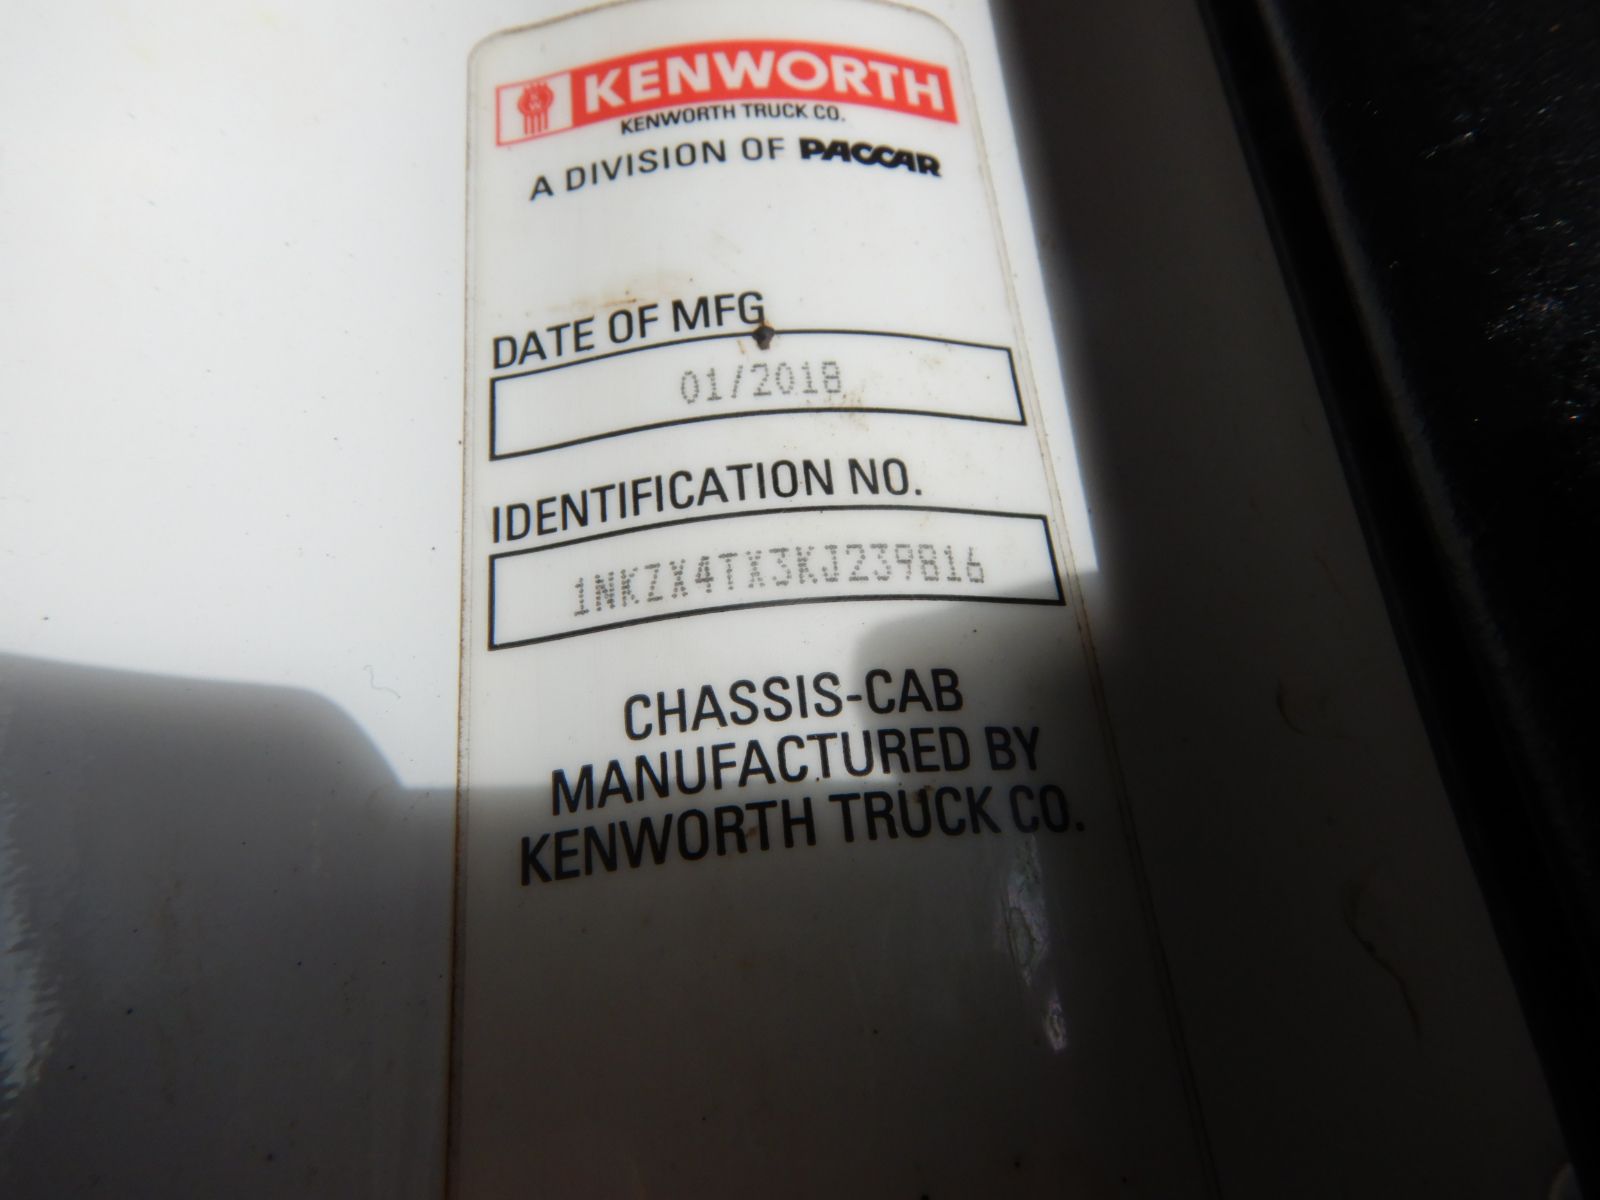 KENWORTH
KENWORTH TRUCK CO.
A DIVISION OF PACCAR
DATE OF MFG
01/2018
IDENTIFICATION NO.
1NKZX4TX3KJ239816
CHASSIS-CAB
MANUFACTURED BY
KENWORTH TRUCK CO.